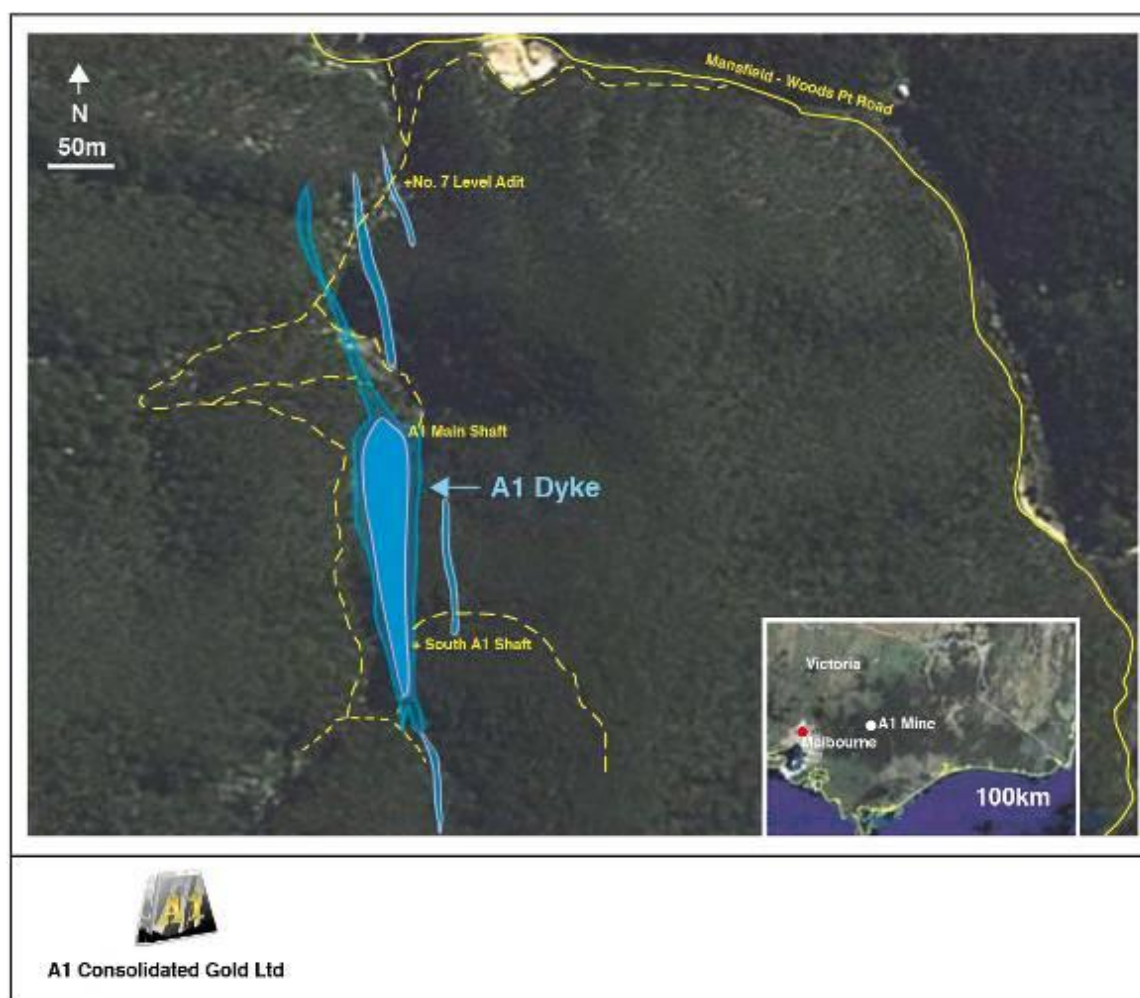 Mansfield - Woods Pt Road
N
50m
+No. 7 Level Adit
A1 Main Shaft
A1 Dyke
+ South A1 Shaft
Victoria
A1 Mine
Melbourne
100km
A1
A1 Consolidated Gold Ltd